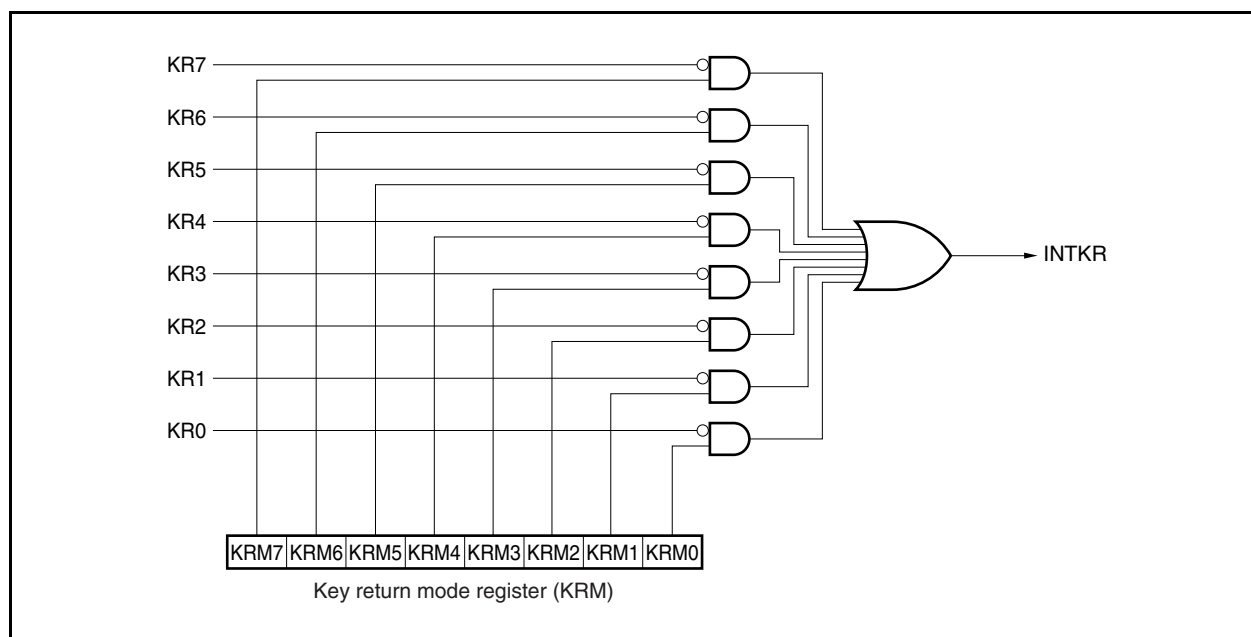 KR7
KR6
KR5
KR4
KR3
KR2
KR1
KR0
INTKR
KRM7 KRM6 KRM5 KRM4 KRM3 KRM2 KRM1 KRM0
Key return mode register (KRM)